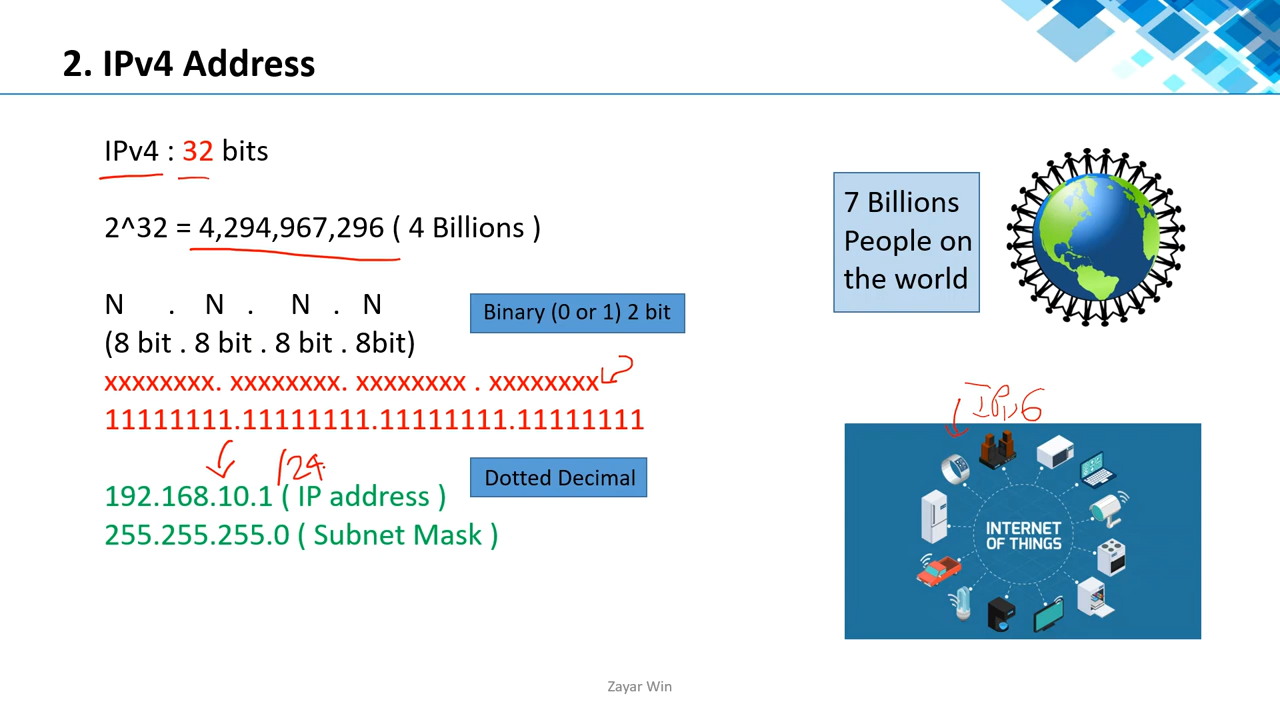 2. IPv4 Address
IPv4 : 32 bits
2^32 = 4,294,967,296 ( 4 Billions )
N . N . N . N
(8 bit . 8 bit . 8 bit . 8bit)
xxxxxxxx. xxxxxxxx. xxxxxxxx . xxxxxxxx
11111111.11111111.11111111.11111111
/24
192.168.10.1 ( IP address )
255.255.255.0 ( Subnet Mask )
Binary (0 or 1) 2 bit
Dotted Decimal
7 Billions
People on
the world
IPv6
INTERNET
OF THINGS
Zayar Win